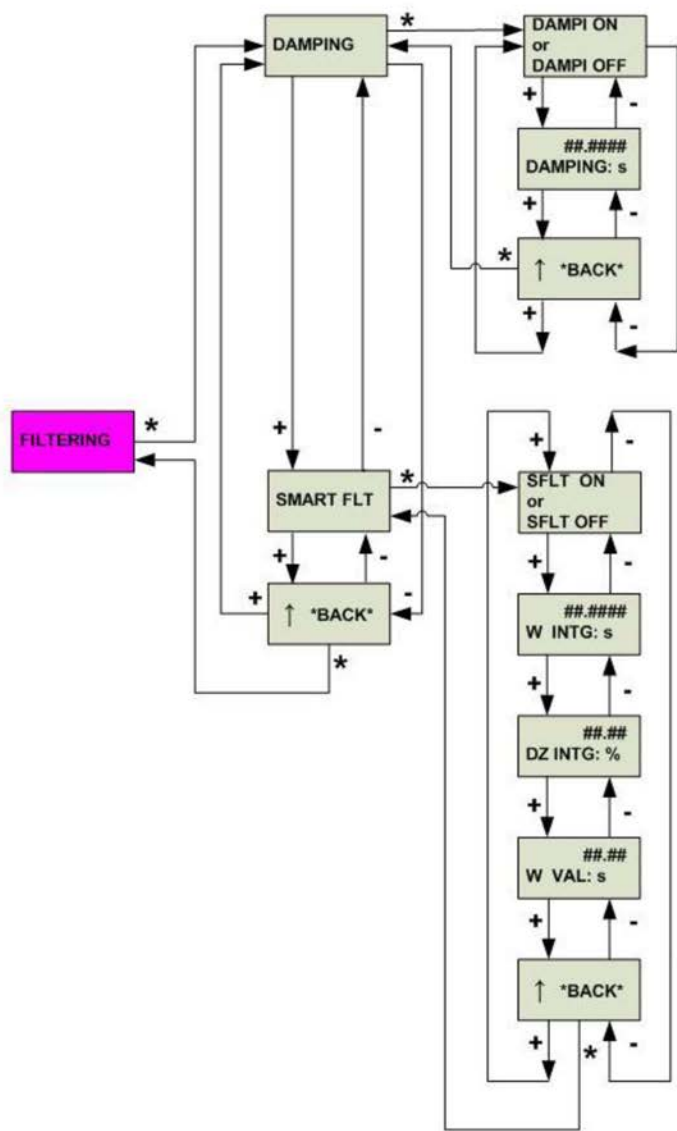 *
DAMPING
DAMPI ON
or
DAMPI OFF
+
-
##.####
DAMPING: s
+
-
*
↑ *BACK*
+
-
FILTERING
*
+
-
SMART FLT
*
+
-
+
↑ *BACK*
-
*
+
-
SFLT ON
or
SFLT OFF
+
-
##.####
W INTG: s
+
-
##.##
DZ INTG: %
+
-
##.##
W VAL: s
+
-
↑ *BACK*
+
*
-